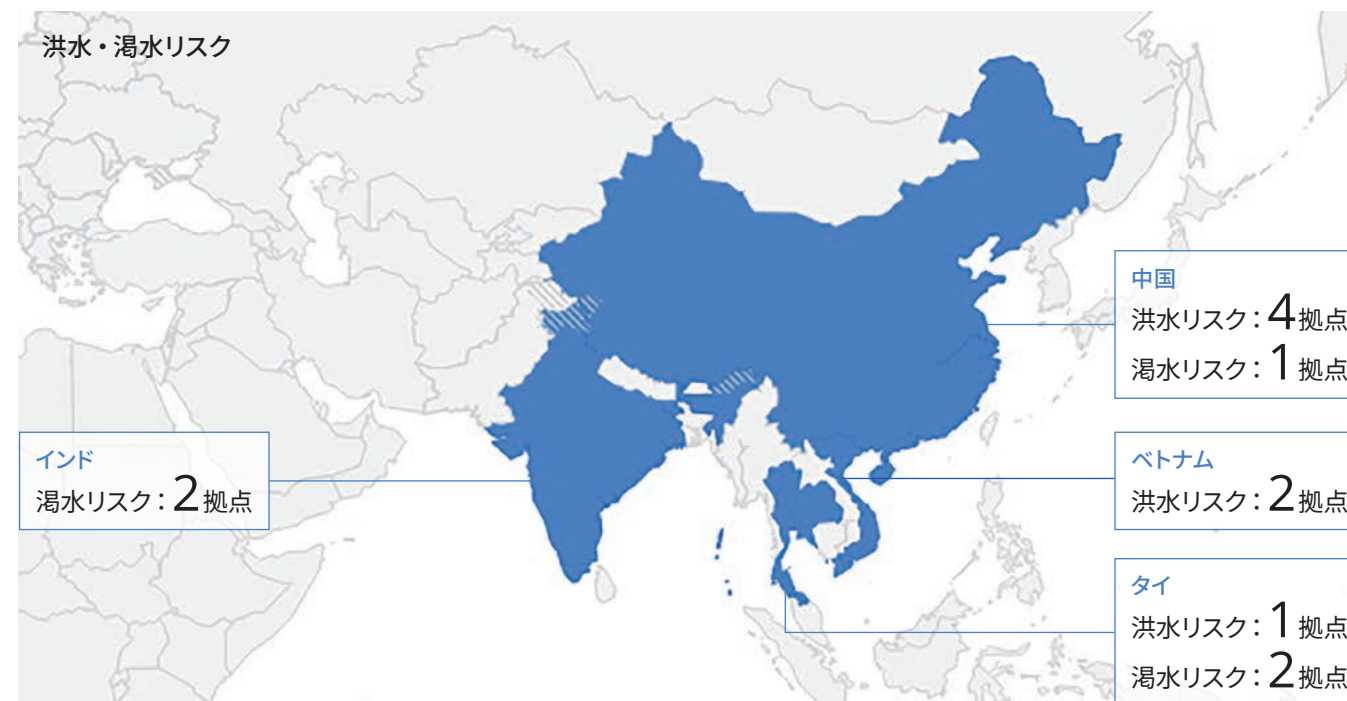 洪水・渇水リスク
中国
洪水リスク：4拠点
渇水リスク：1拠点
インド
渇水リスク：2拠点
ベトナム
洪水リスク：2拠点
タイ
洪水リスク：1拠点
渇水リスク：2拠点